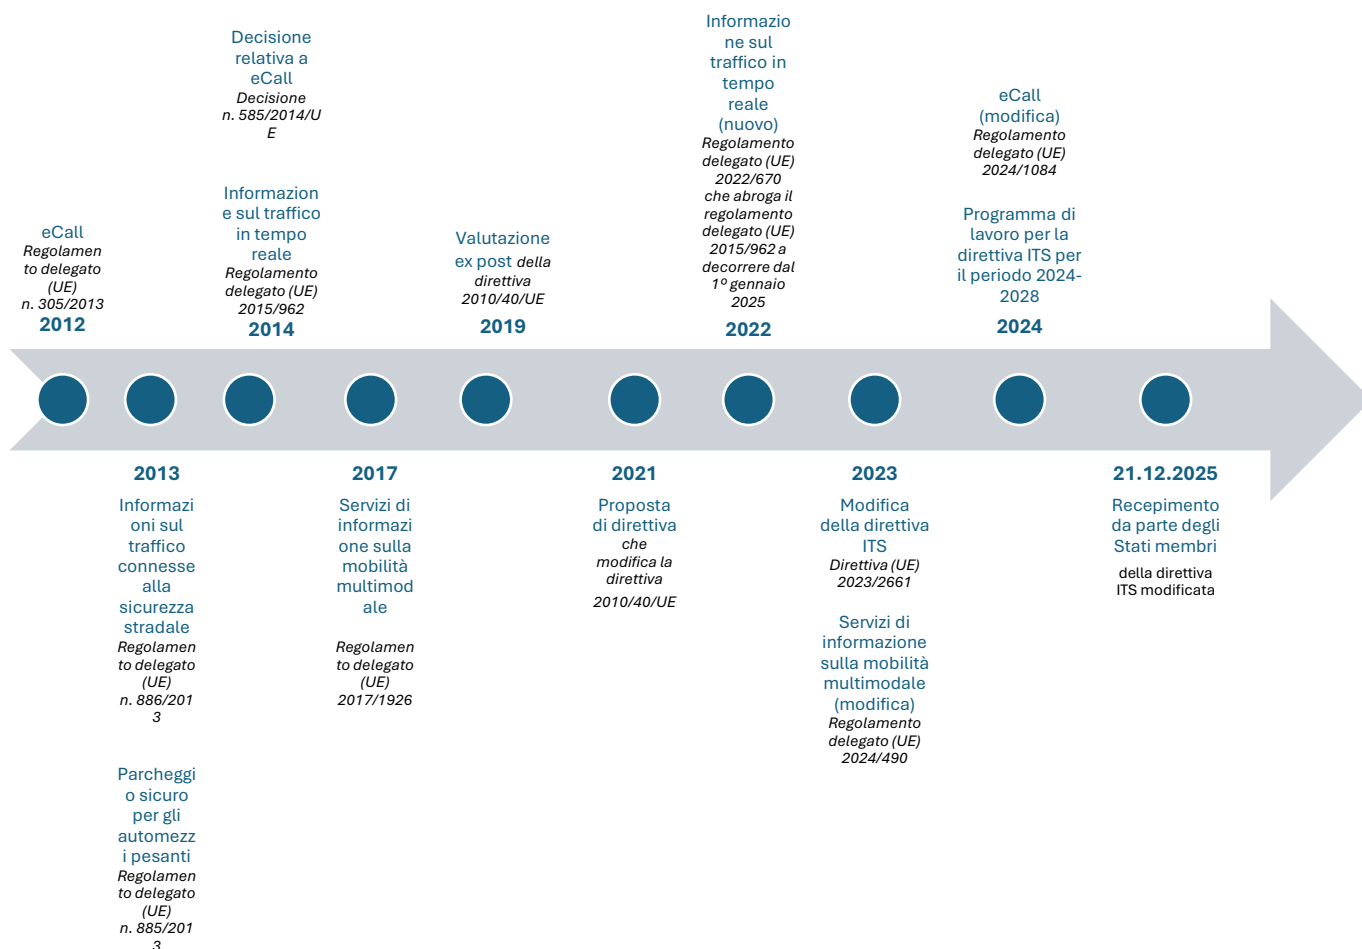 eCall
Regolamen
to delegato
(UE)
n. 305/2013
2012
Decisione
relativa a
eCall
Decisione
n. 585/2014/U
E
Informazion
e sul traffico
in tempo
reale
Regolamento
delegato (UE)
2015/962
2014
Valutazione
ex post della
direttiva
2010/40/UE
2019
Informazio
ne sul
traffico in
tempo
reale
(nuovo)
Regolamento
delegato (UE)
2022/670
che abroga il
regolamento
delegato (UE)
2015/962 a
decorrere dal
1º gennaio
2025
2022
eCall
(modifica)
Regolamento
delegato (UE)
2024/1084
Programma di
lavoro per la
direttiva ITS per
il periodo 2024-
2028
2024
2013
Informazi
oni sul
traffico
connesse
alla
sicurezza
stradale
Regolamen
to delegato
(UE)
n. 886/201
3
Parcheggi
o sicuro
per gli
automezz
i pesanti
Regolamen
to delegato
(UE)
n. 885/201
3
2017
Servizi di
informazi
one sulla
mobilità
multimod
ale
Regolamen
to delegato
(UE)
2017/1926
2021
Proposta
di direttiva
che
modifica la
direttiva
2010/40/UE
2023
Modifica
della direttiva
ITS
Direttiva (UE)
2023/2661
Servizi di
informazione
sulla mobilità
multimodale
(modifica)
Regolamento
delegato (UE)
2024/490
21.12.2025
Recepimento
da parte degli
Stati membri
della direttiva
ITS modificata